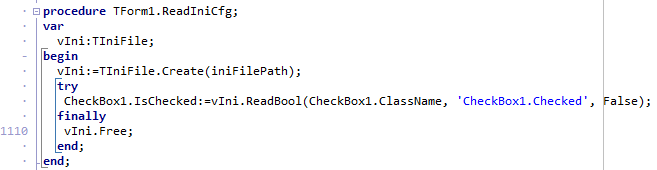 procedure TForm1.ReadIniCfg;
var
vIni:TIniFile;
begin
vIni:=TIniFile.Create(iniFilePath);
try
CheckBox1.IsChecked:=vIni.ReadBool(CheckBox1.ClassName, 'CheckBox1.Checked', False);
finally
1110 vIni.Free;
end;
end;